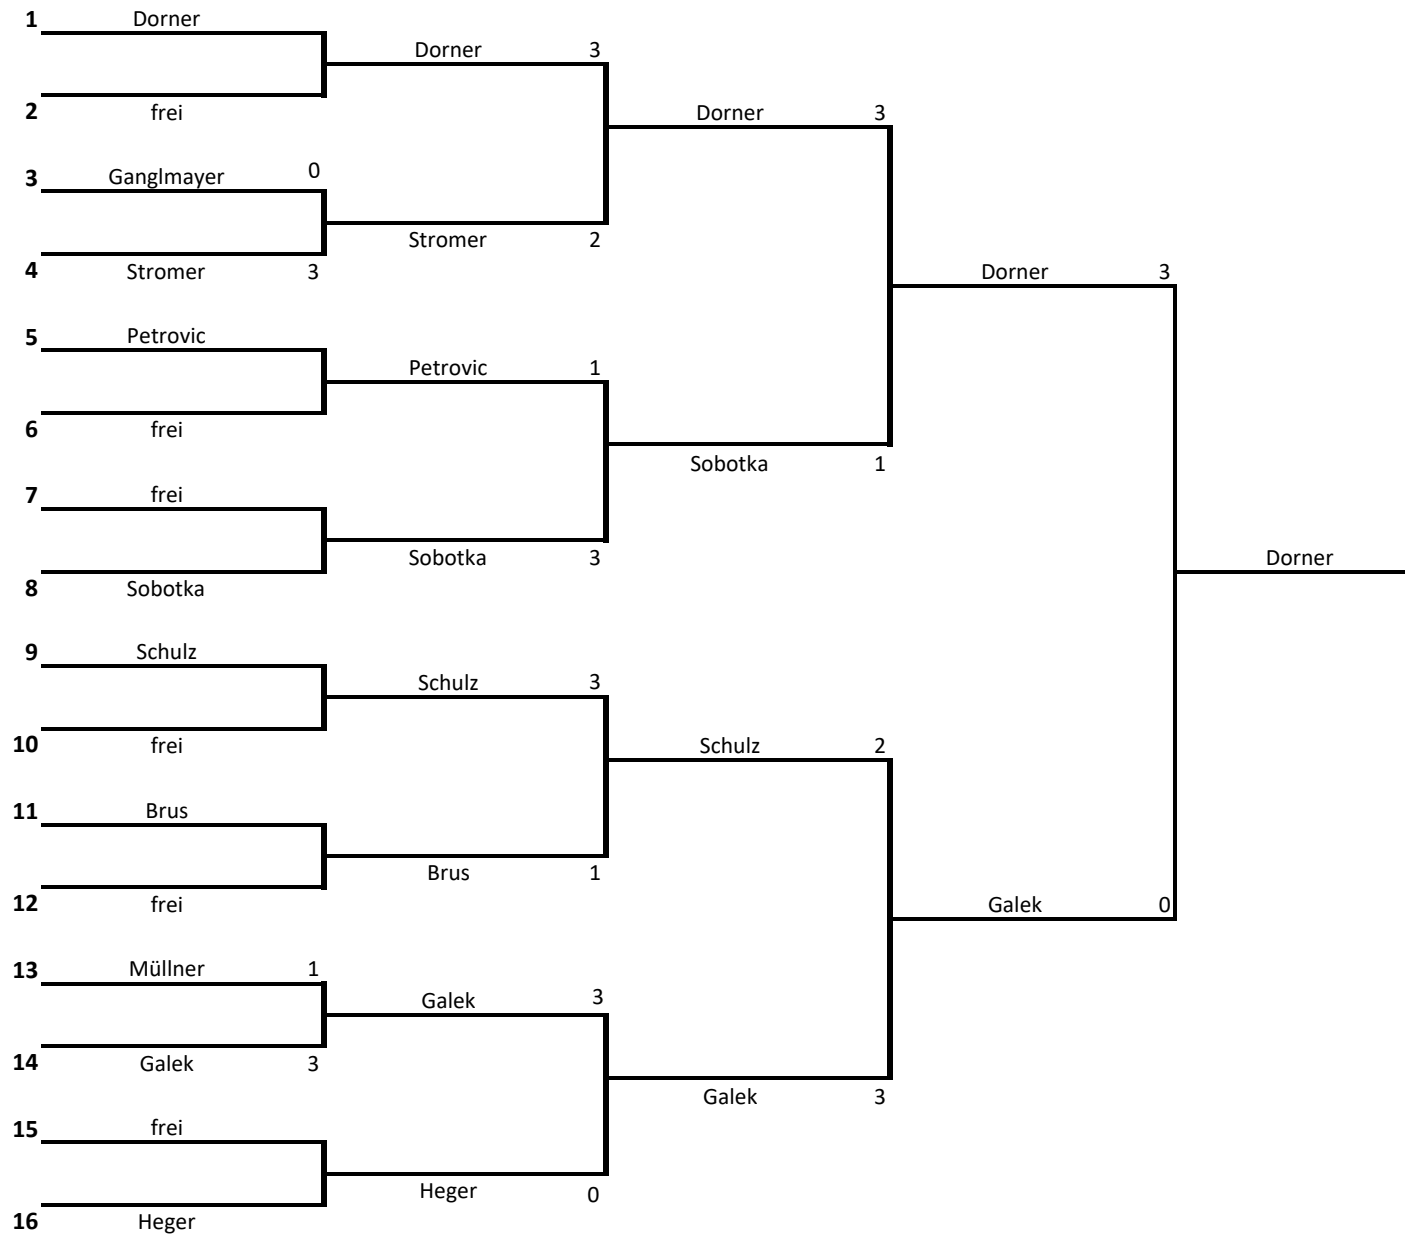 1 Dorner
2 frei
3 Ganglmayer 0
4 Stromer 3
5 Petrovic
6 frei
7 frei
8 Sobotka
9 Schulz
10 frei
11 Brus
12 frei
13 Müllner 1
14 Galek 3
15 frei
16 Heger
Dorner 3
Stromer 2
Petrovic 1
Sobotka 3
Schulz 3
Brus 1
Galek 3
Heger 0
Dorner 3
Sobotka 1
Schulz 2
Galek 3
Dorner 3
Galek 0
Dorner